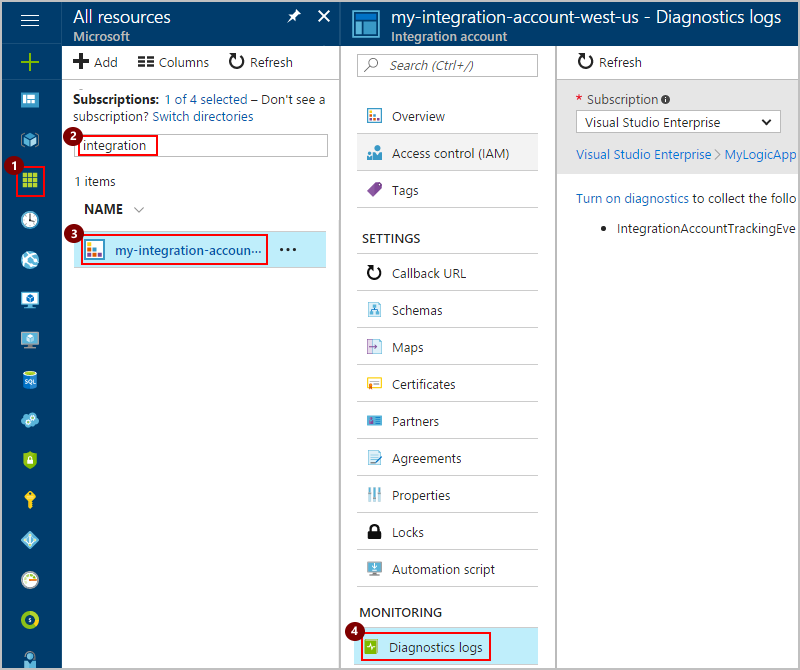 All resources
Microsoft
Add
Columns
Refresh
Subscriptions: 1 of 4 selected – Don't see a
subscription? Switch directories
2
integration
1
1 items
NAME
3
my-integration-accoun...
...
my-integration-account-west-us - Diagnostics logs
Integration account
Search (Ctrl+/)
Overview
Access control (IAM)
Tags
SETTINGS
Callback URL
Schemas
Maps
Certificates
Partners
Agreements
Properties
Locks
Automation script
MONITORING
4
Diagnostics logs
Refresh
* Subscription
Visual Studio Enterprise
Visual Studio Enterprise > MyLogicApp
Turn on diagnostics to collect the follo
• IntegrationAccountTrackingEve
SQL